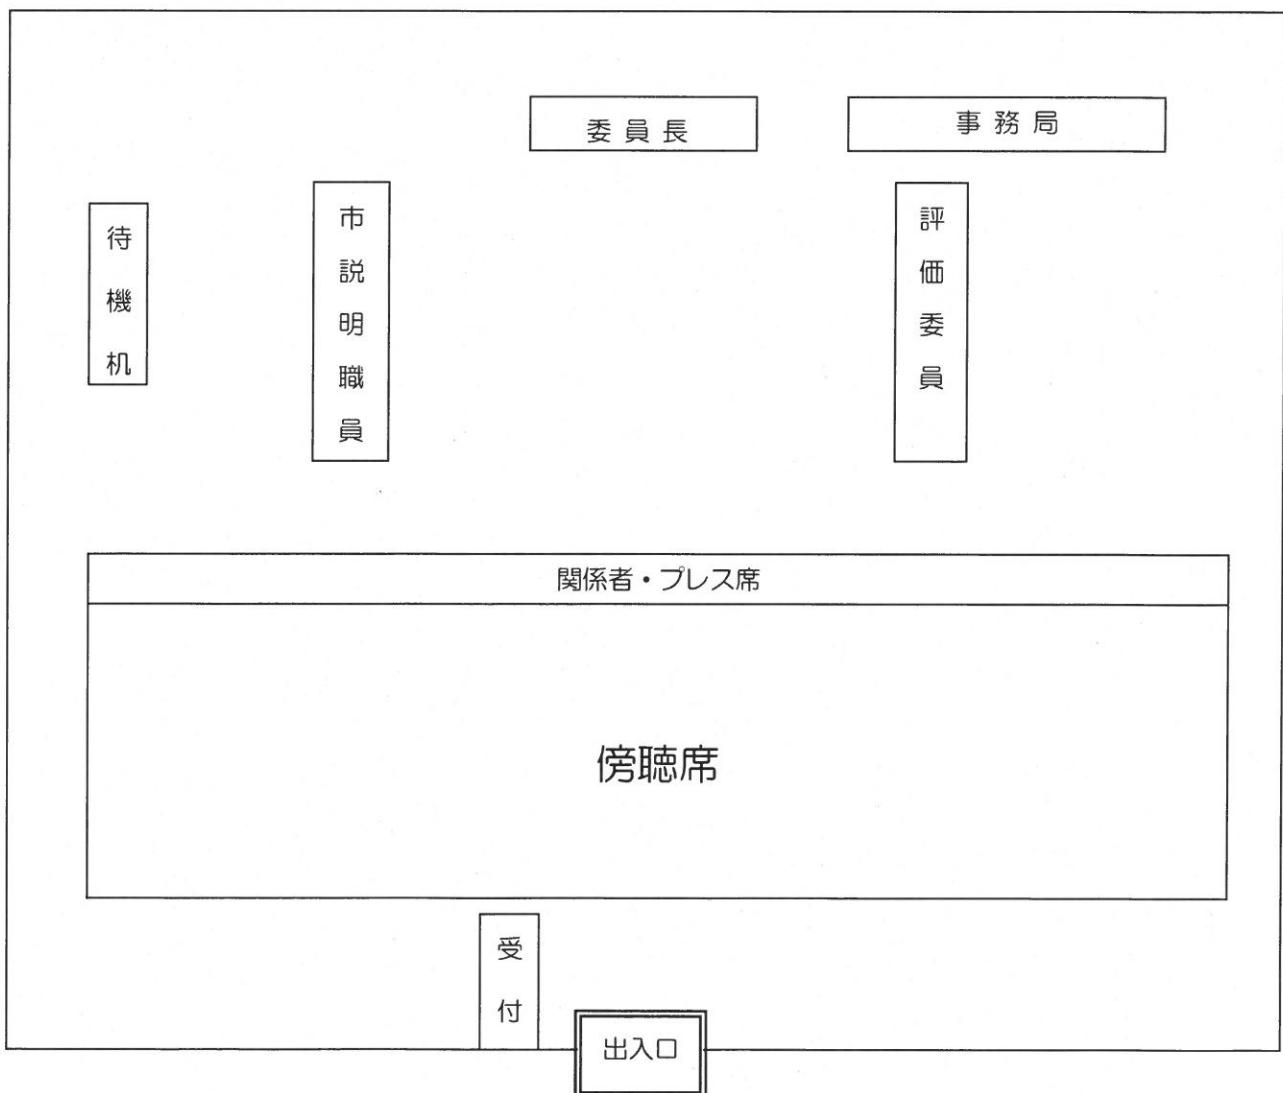 委員長
事務局
待機机
市説明職員
評価委員
関係者・プレス席
傍聴席
受付
出入口